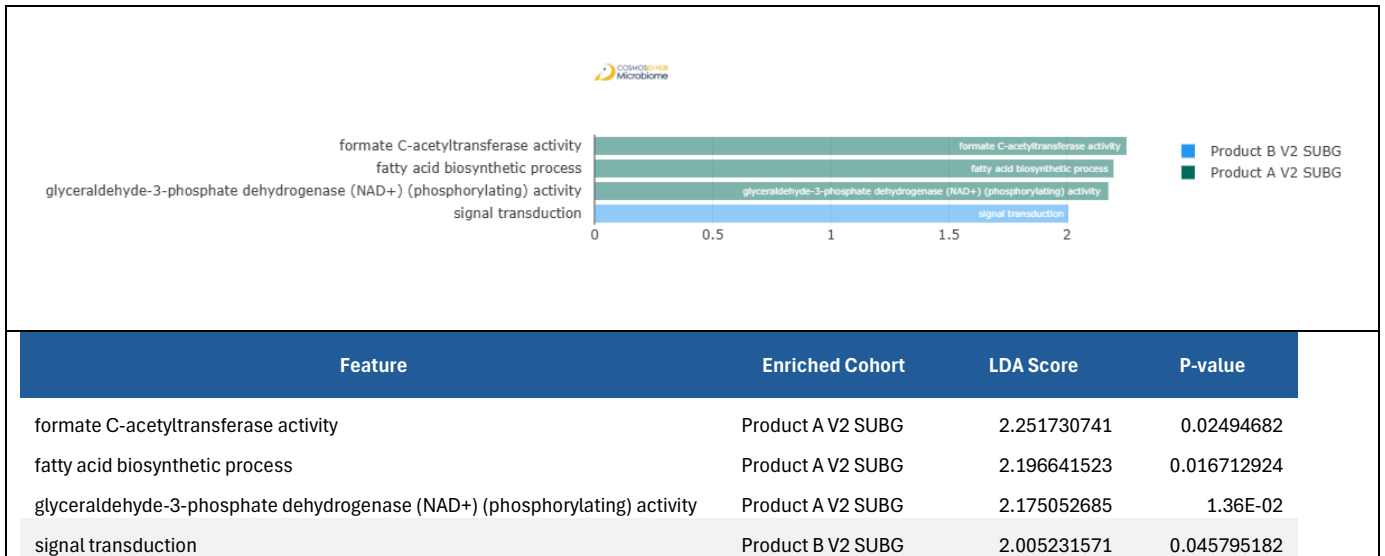 COSMOSID-HUB
Microbiome
formate C-acetyltransferase activity
fatty acid biosynthetic process
glyceraldehyde-3-phosphate dehydrogenase (NAD+) (phosphorylating) activity
signal transduction
formate C-acetyltransferase activity
fatty acid biosynthetic process
glyceraldehyde-3-phosphate dehydrogenase (NAD+) (phosphorylating) activity
signal transduction
0 0.5 1 1.5 2
Product B V2 SUBG
Product A V2 SUBG
Feature Enriched Cohort LDA Score P-value
formate C-acetyltransferase activity Product A V2 SUBG 2.251730741 0.02494682
fatty acid biosynthetic process Product A V2 SUBG 2.196641523 0.016712924
glyceraldehyde-3-phosphate dehydrogenase (NAD+) (phosphorylating) activity Product A V2 SUBG 2.175052685 1.36E-02
signal transduction Product B V2 SUBG 2.005231571 0.045795182